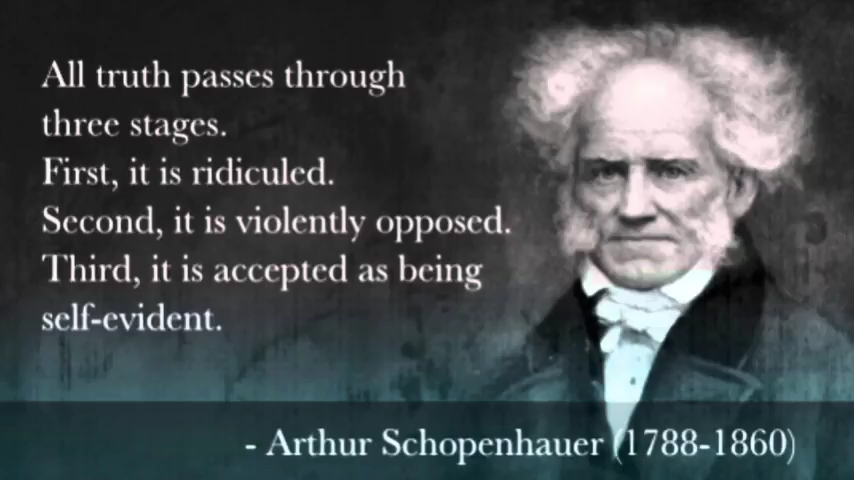 All truth passes through
three stages.
First, it is ridiculed.
Second, it is violently opposed.
Third, it is accepted as being
self-evident.
- Arthur Schopenhauer (1788-1860)